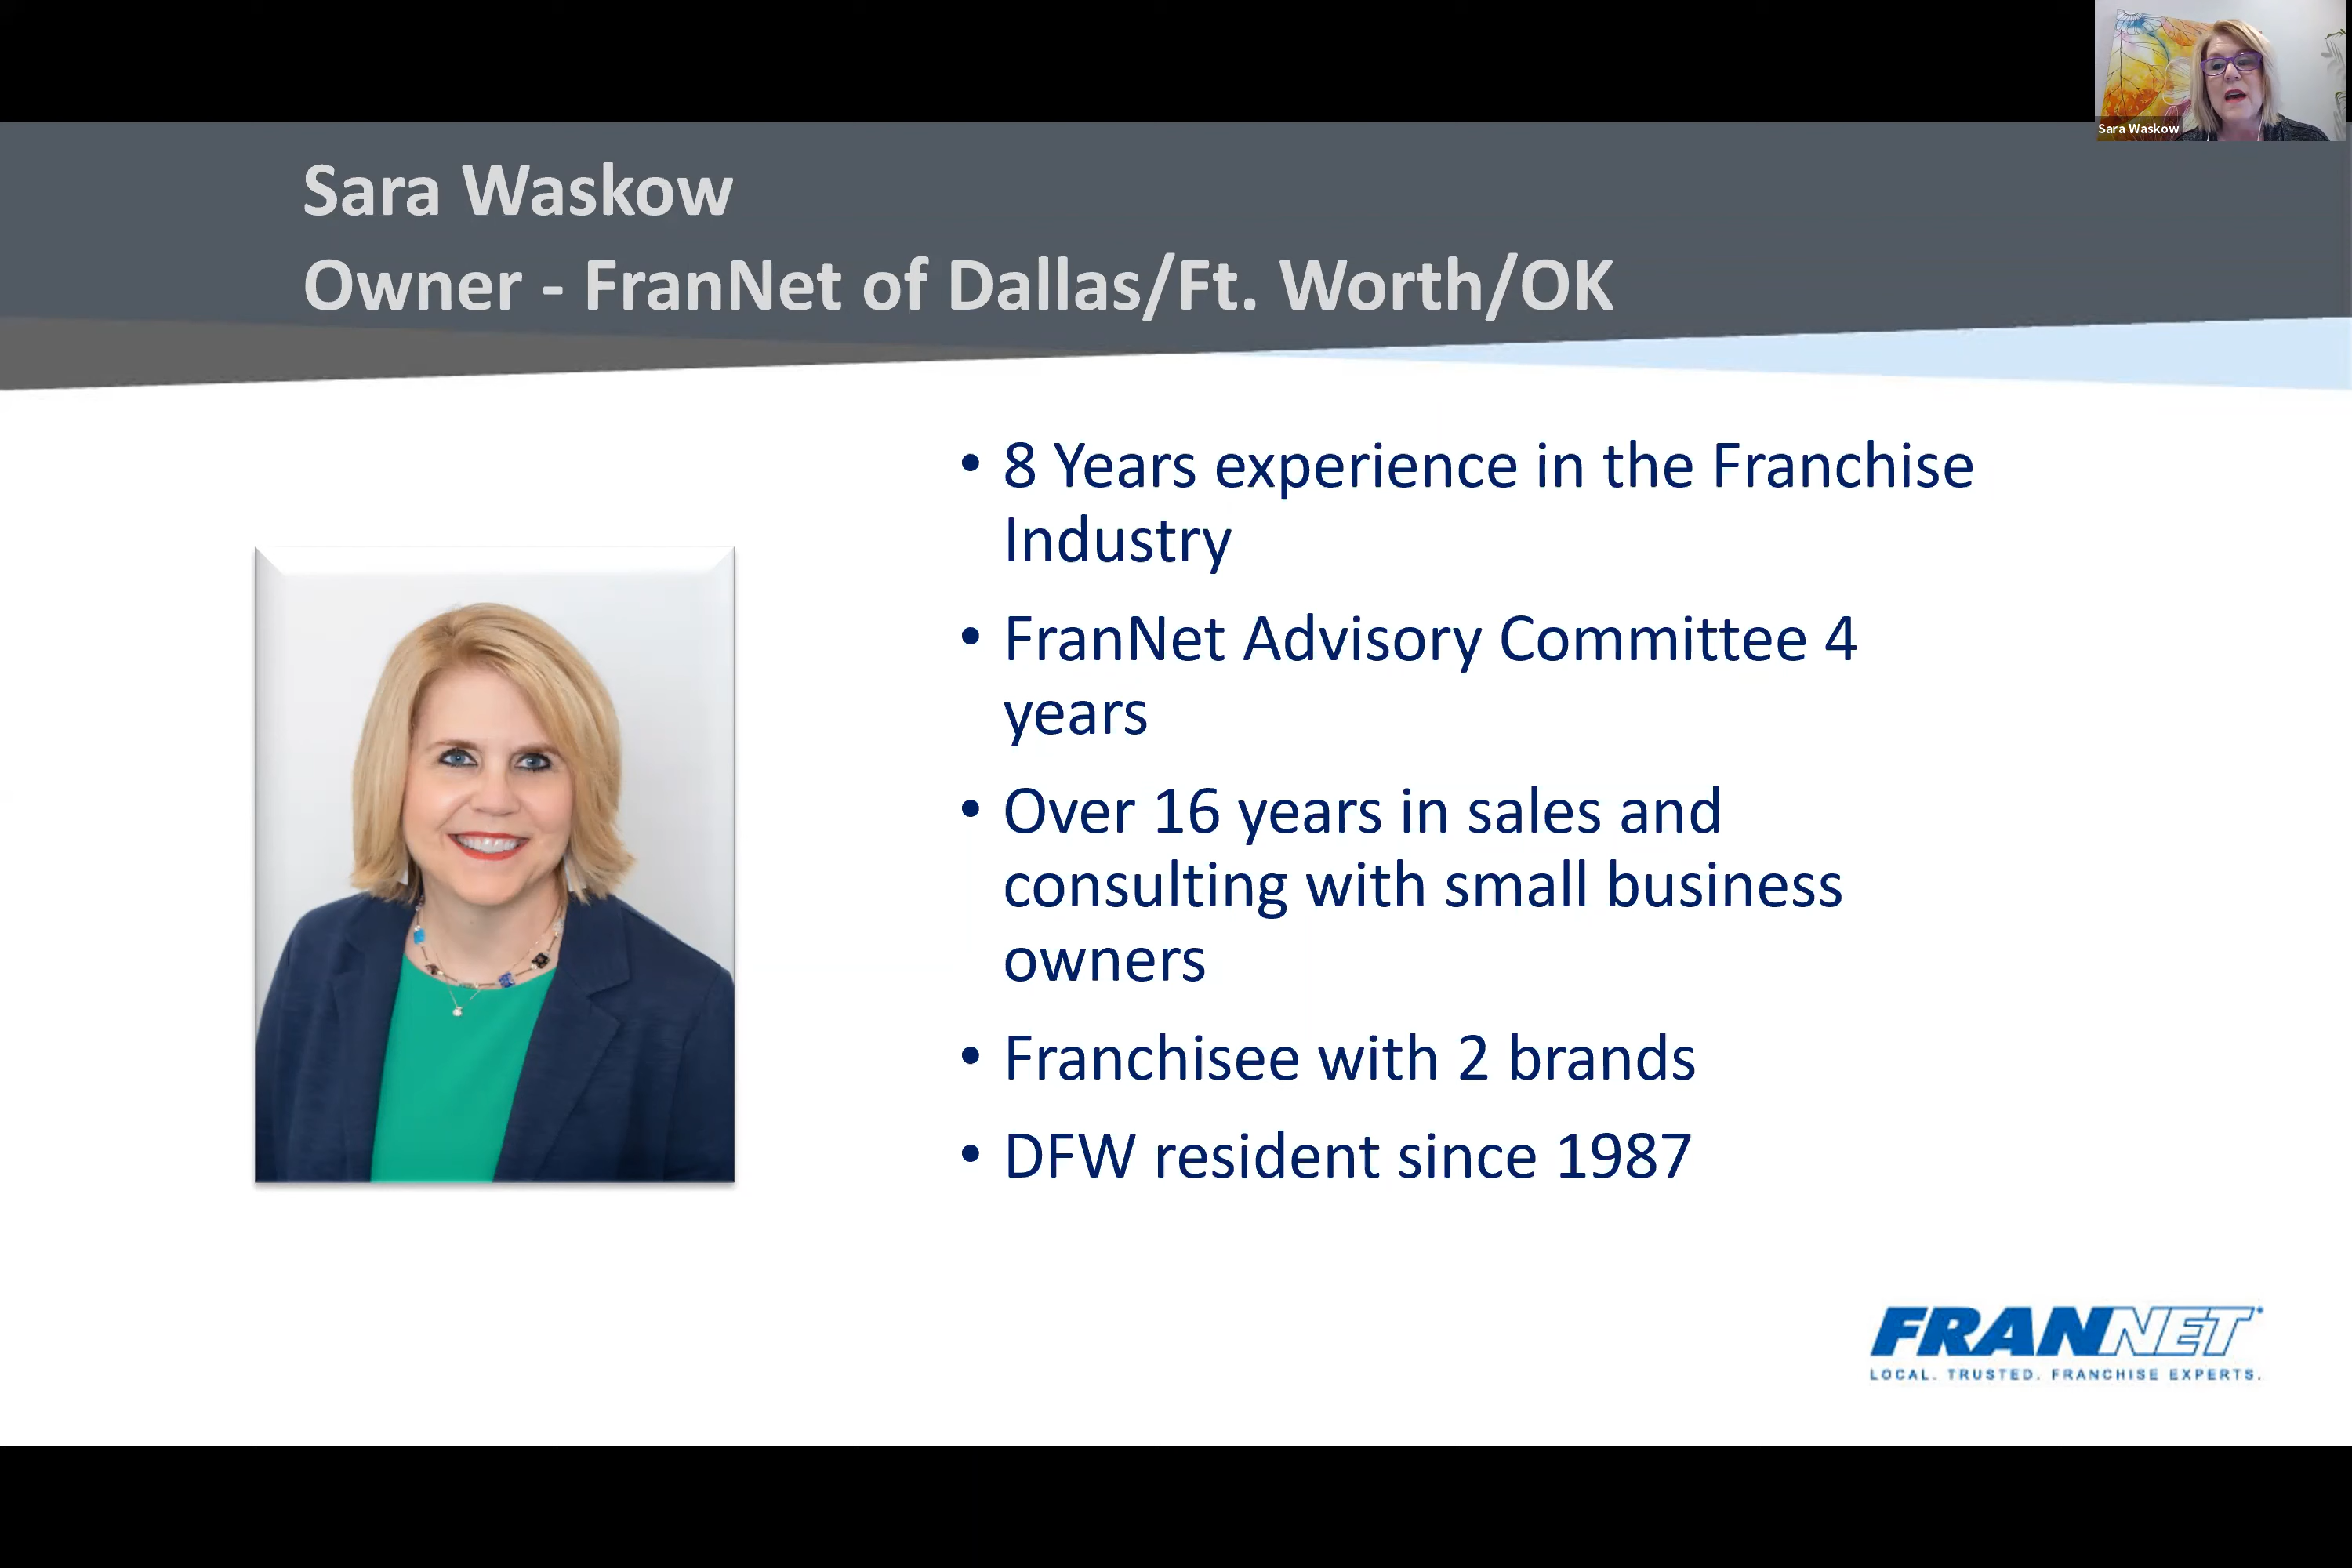 Sara Waskow
Sara Waskow
Owner - FranNet of Dallas/Ft. Worth/OK
• 8 Years experience in the Franchise
Industry
• FranNet Advisory Committee 4
years
• Over 16 years in sales and
consulting with small business
owners
• Franchisee with 2 brands
• DFW resident since 1987
FRANNET®
LOCAL. TRUSTED. FRANCHISE EXPERTS.